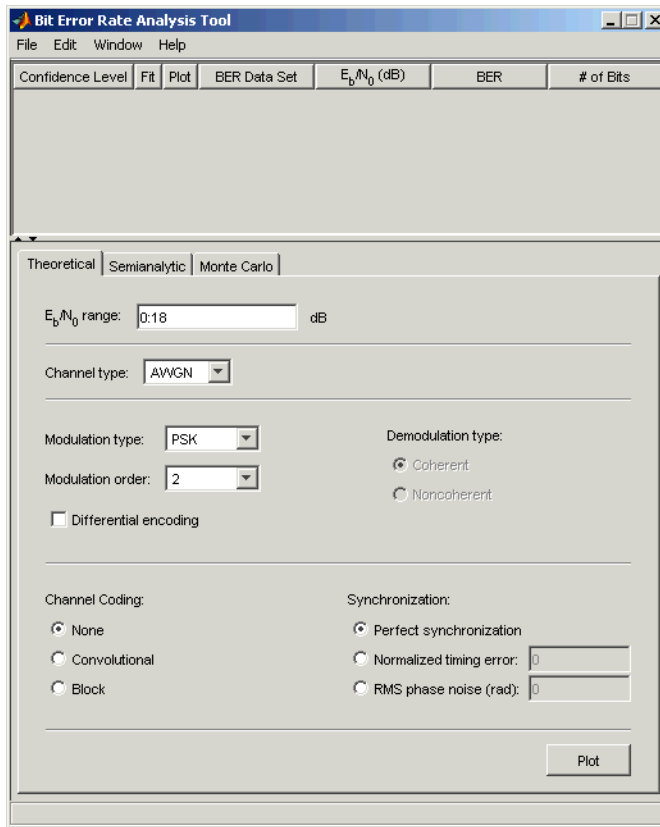 Bit Error Rate Analysis Tool
File Edit Window Help
Confidence Level Fit Plot BER Data Set Eb/N0 (dB) BER # of Bits
Theoretical Semianalytic Monte Carlo
Eb/N0 range: 0:18 dB
Channel type: AWGN
Modulation type: PSK Demodulation type:
Coherent
Modulation order: 2
Noncoherent
Differential encoding
Channel Coding: Synchronization:
None Perfect synchronization
Convolutional Normalized timing error: 0
Block RMS phase noise (rad): 0
Plot